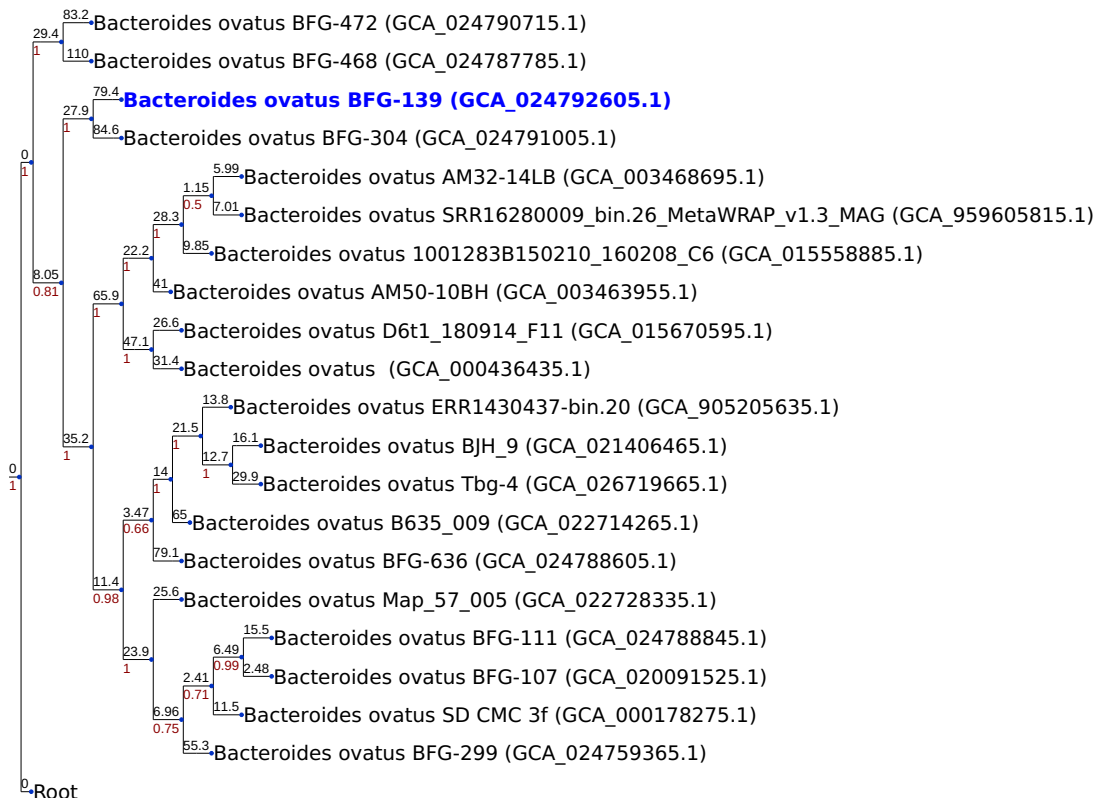 83.2 Bacteroides ovatus BFG-472 (GCA_024790715.1)
29.4
1
110 Bacteroides ovatus BFG-468 (GCA_024787785.1)
79.4 Bacteroides ovatus BFG-139 (GCA_024792605.1)
27.9
1
84.6 Bacteroides ovatus BFG-304 (GCA_024791005.1)
0
1
5.99 Bacteroides ovatus AM32-14LB (GCA_003468695.1)
1.15
0.5
7.01 Bacteroides ovatus SRR16280009_bin.26_MetaWRAP_v1.3_MAG (GCA_959605815.1)
28.3
1
9.85 Bacteroides ovatus 1001283B150210_160208_C6 (GCA_015558885.1)
22.2
1
8.05
0.81
41 Bacteroides ovatus AM50-10BH (GCA_003463955.1)
65.9
1
26.6 Bacteroides ovatus D6t1_180914_F11 (GCA_015670595.1)
47.1
1
31.4 Bacteroides ovatus  (GCA_000436435.1)
13.8 Bacteroides ovatus ERR1430437-bin.20 (GCA_905205635.1)
21.5
1
35.2
1
16.1 Bacteroides ovatus BJH_9 (GCA_021406465.1)
12.7
1
0
1
14
1
29.9 Bacteroides ovatus Tbg-4 (GCA_026719665.1)
3.47
0.66
65 Bacteroides ovatus B635_009 (GCA_022714265.1)
79.1 Bacteroides ovatus BFG-636 (GCA_024788605.1)
11.4
0.98
25.6 Bacteroides ovatus Map_57_005 (GCA_022728335.1)
15.5 Bacteroides ovatus BFG-111 (GCA_024788845.1)
23.9
1
6.49
0.99
2.48 Bacteroides ovatus BFG-107 (GCA_020091525.1)
2.41
0.71
11.5 Bacteroides ovatus SD CMC 3f (GCA_000178275.1)
6.96
0.75
55.3 Bacteroides ovatus BFG-299 (GCA_024759365.1)
0 Root